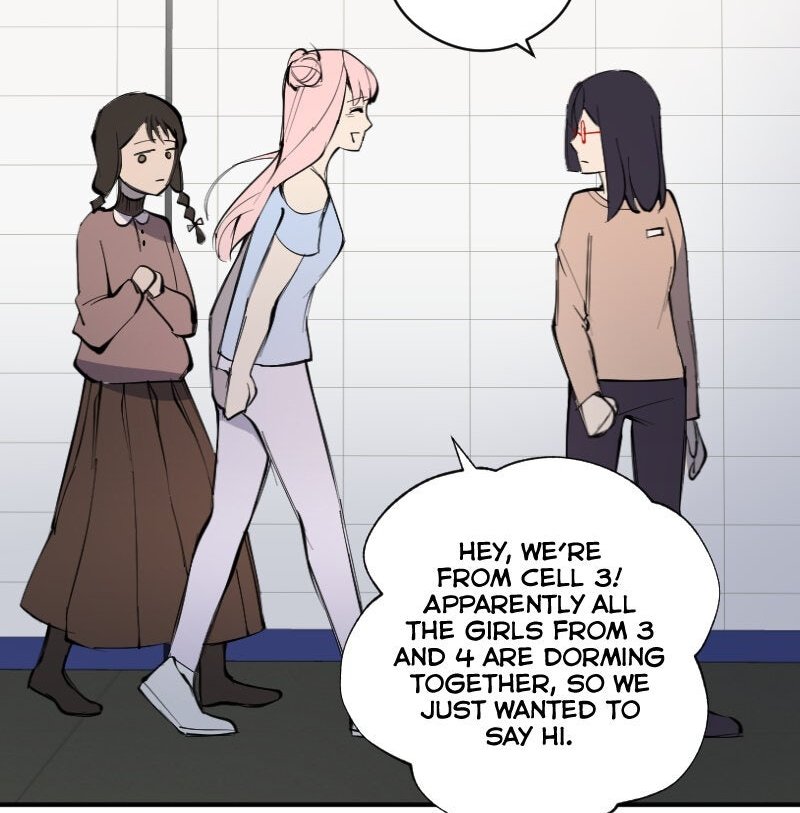 HEY, WE'RE
FROM CELL 3!
APPARENTLY ALL
THE GIRLS FROM 3
AND 4 ARE DORMING
TOGETHER, SO WE
JUST WANTED TO
SAY HI.